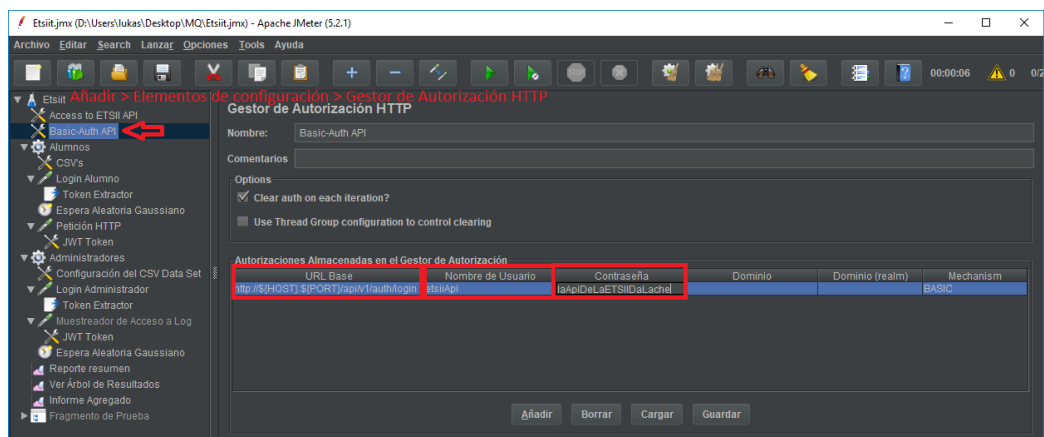 Etsiit.jmx (D:\Users\lukas\Desktop\MQ\Etsiit.jmx) - Apache JMeter (5.2.1)
Archivo Editar Search Lanzar Opciones Tools Ayuda
00:00:06 0 0/2
Etsiit Añadir > Elementos de configuración > Gestor de Autorización HTTP
Access to ETSII API
Basic-Auth API
Alumnos
CSV's
Login Alumno
Token Extractor
Espera Aleatoria Gaussiano
Petición HTTP
JWT Token
Administradores
Configuración del CSV Data Set
Login Administrador
Token Extractor
Muestreador de Acceso a Log
JWT Token
Espera Aleatoria Gaussiano
Reporte resumen
Ver Árbol de Resultados
Informe Agregado
Fragmento de Prueba
Gestor de Autorización HTTP
Nombre: Basic-Auth API
Comentarios
Options
Clear auth on each iteration?
Use Thread Group configuration to control clearing
Autorizaciones Almacenadas en el Gestor de Autorización
URL Base Nombre de Usuario Contraseña Dominio Dominio (realm) Mechanism
http://${HOST}:${PORT}/api/v1/auth/login etsiiApi laApiDeLaETSIIDaLache BASIC
Añadir Borrar Cargar Guardar